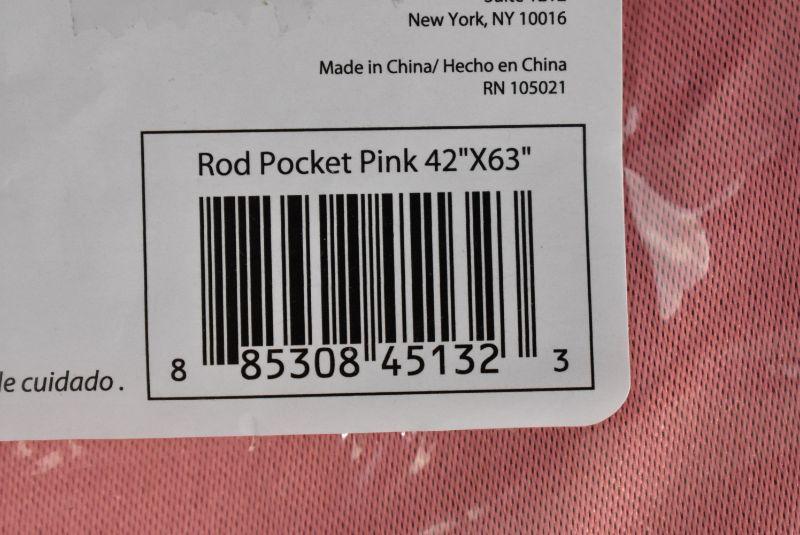 New York, NY 10016
Made in China/ Hecho en China
RN 105021
Rod Pocket Pink 42"X63"
8 85308 45132 3
cuidado .